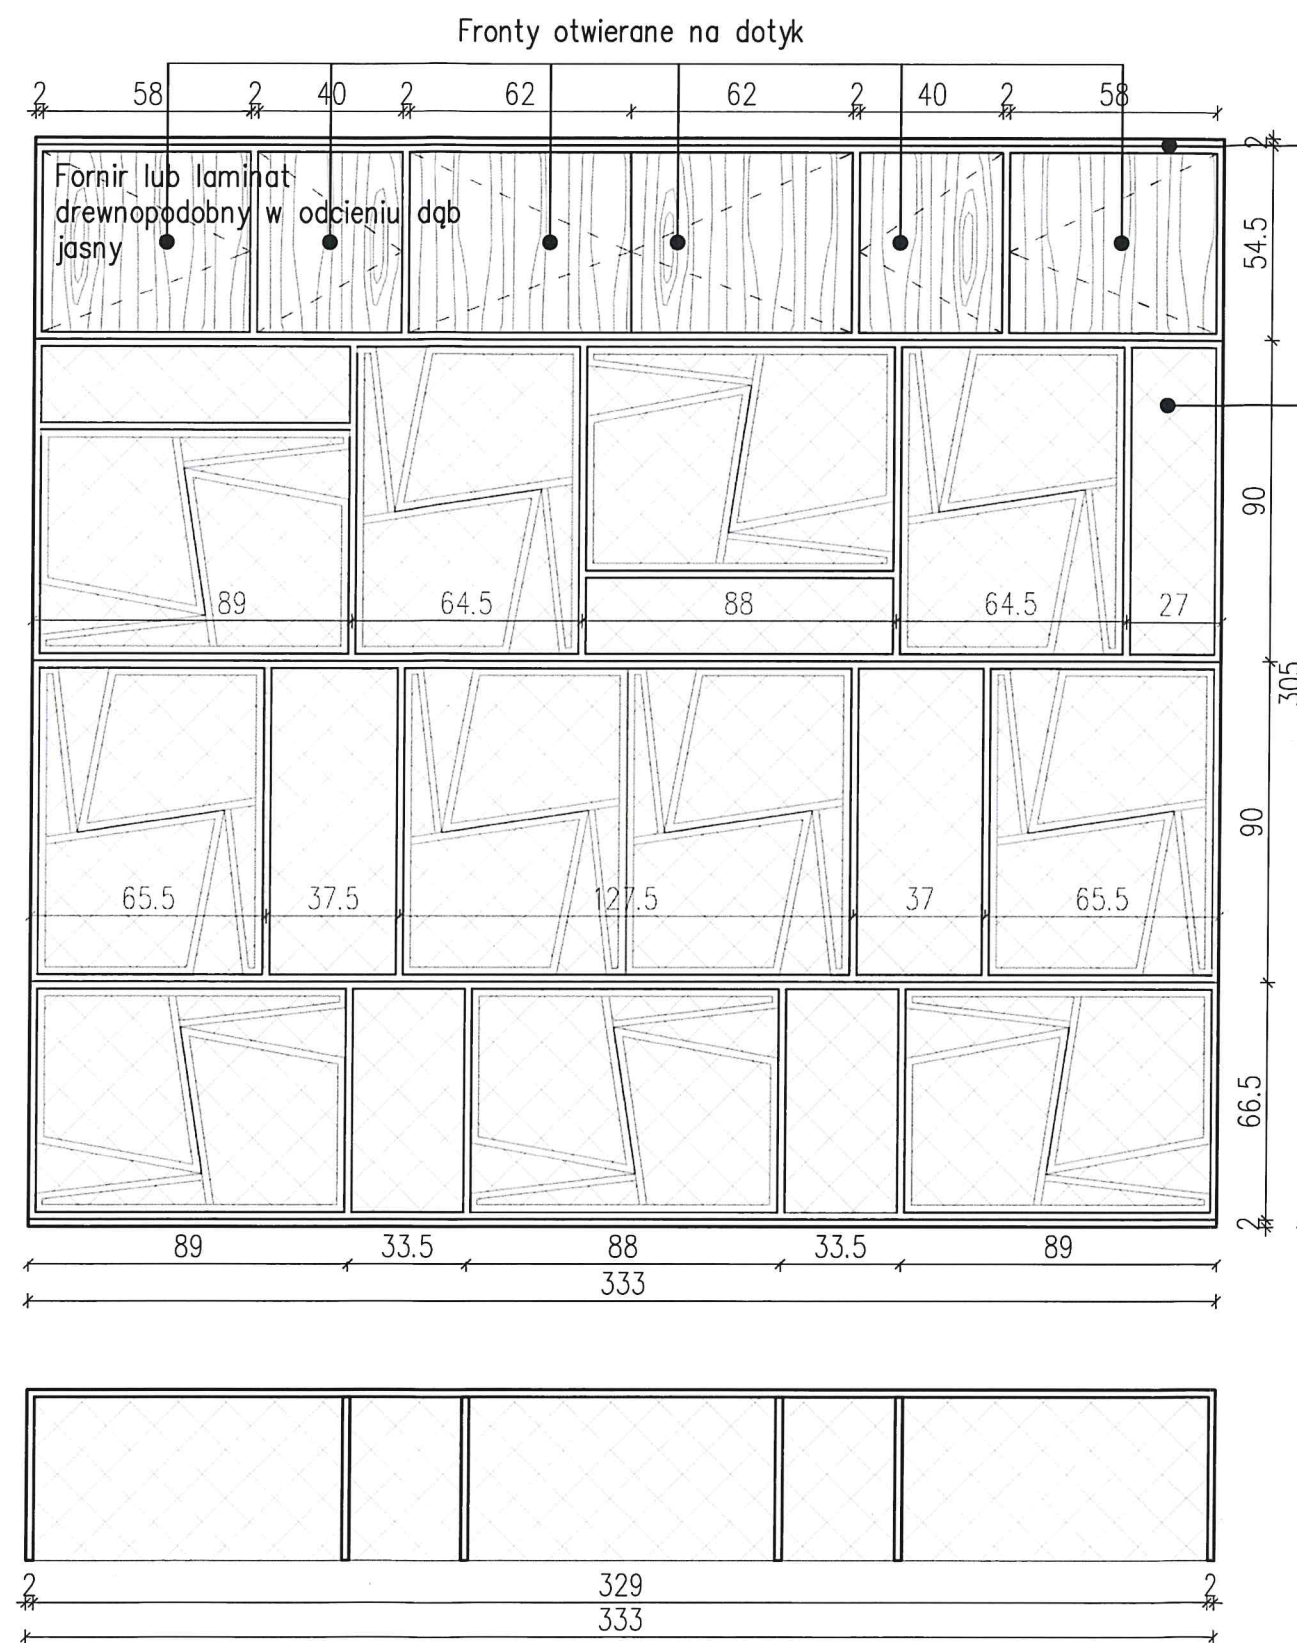 Fronty otwierane na dotyk
2 58 2 40 2 62 62 2 40 2 58
2
Fornir lub laminat
drewnopodobny w odcieniu dąb
jasny
54.5
90
89 64.5 88 64.5 27
305
90
65.5 37.5 127.5 37 65.5
66.5
2
89 33.5 88 33.5 89
333
2 329 2
333